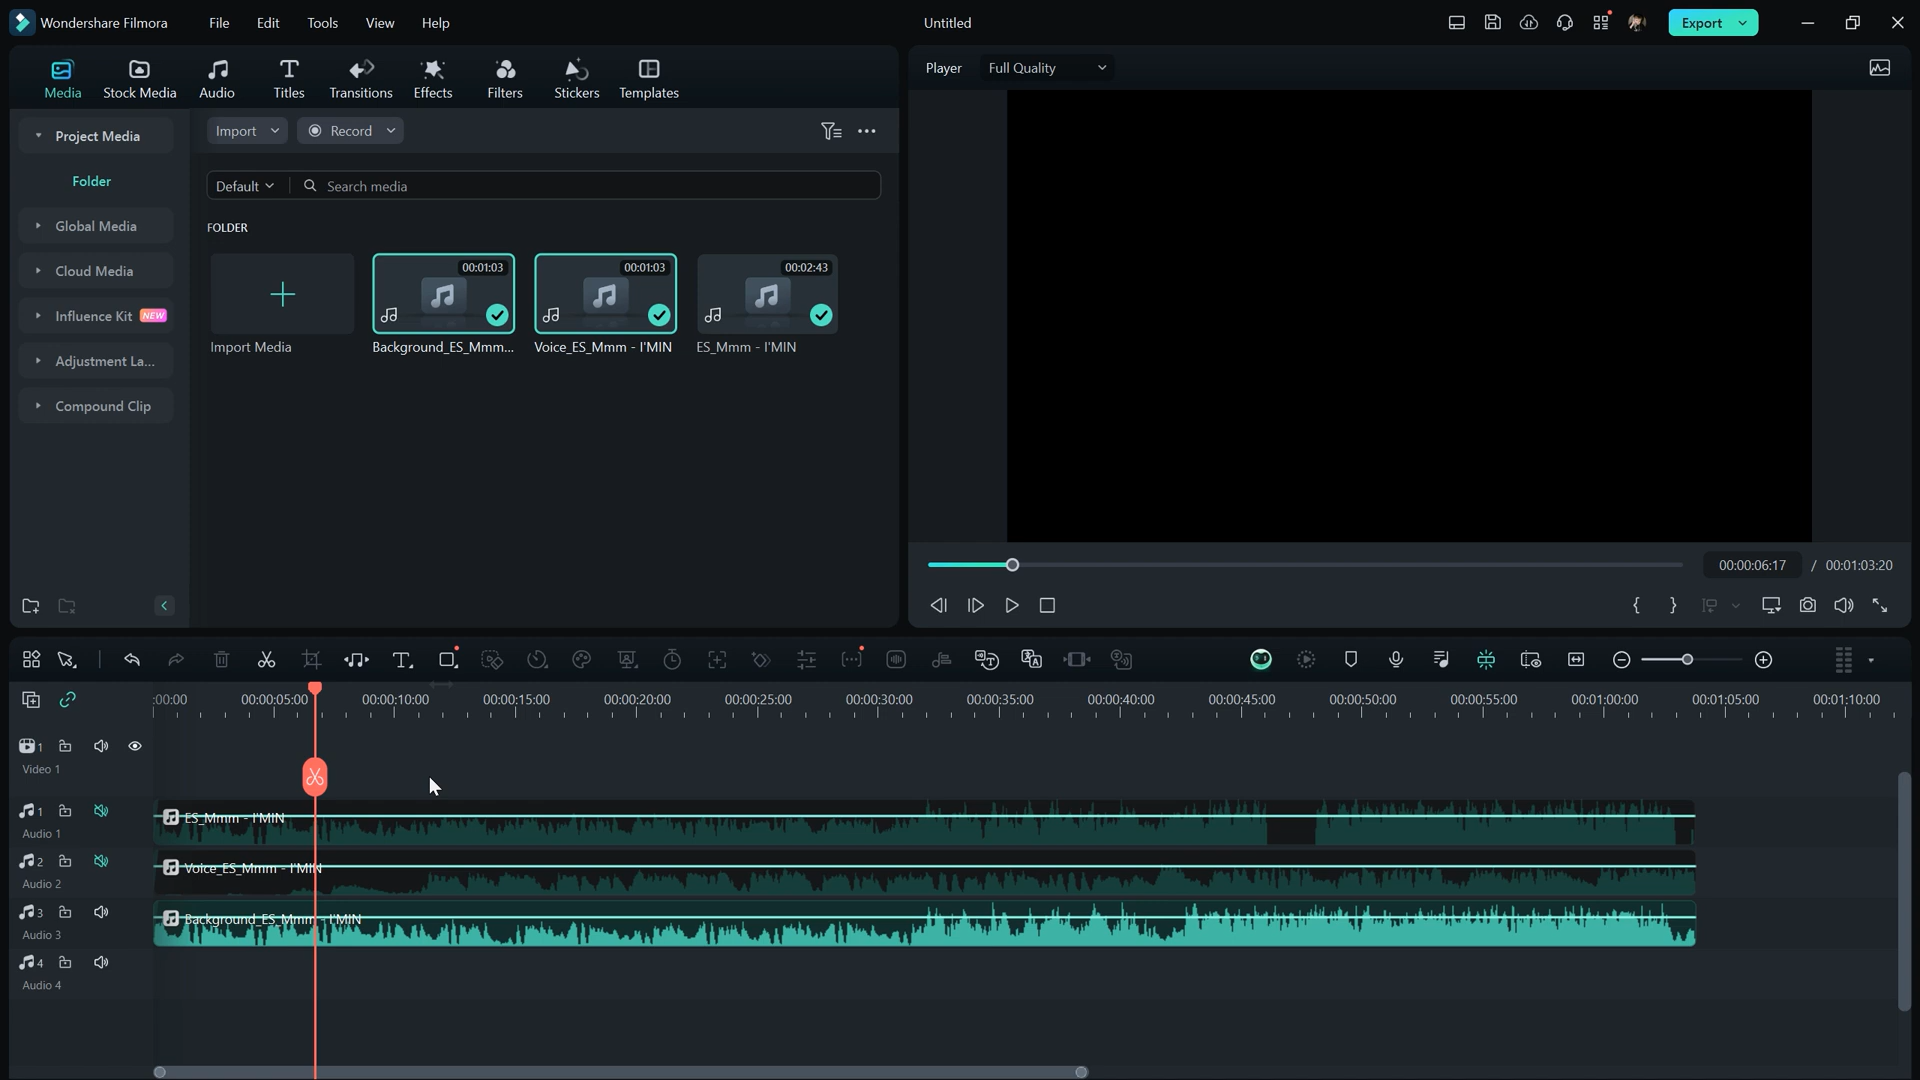 Wondershare Filmora File Edit Tools View Help Untitled Export
Media Stock Media Audio Titles Transitions Effects Filters Stickers Templates
Player Full Quality
Project Media
Folder
Global Media
Cloud Media
Influence Kit NEW
Adjustment La...
Compound Clip
Import Record
Default Search media
FOLDER
00:01:03 00:01:03 00:02:43
Import Media Background_ES_Mmm... Voice_ES_Mmm - I'MIN ES_Mmm - I'MIN
00:00:06:17 / 00:01:03:20
:00:00 00:00:05:00 00:00:10:00 00:00:15:00 00:00:20:00 00:00:25:00 00:00:30:00 00:00:35:00 00:00:40:00 00:00:45:00 00:00:50:00 00:00:55:00 00:01:00:00 00:01:05:00 00:01:10:00
1
Video 1
1
Audio 1
ES_Mmm - I'MIN
2
Audio 2
Voice_ES_Mmm - I'MIN
3
Audio 3
Background_ES_Mmm - I'MIN
4
Audio 4